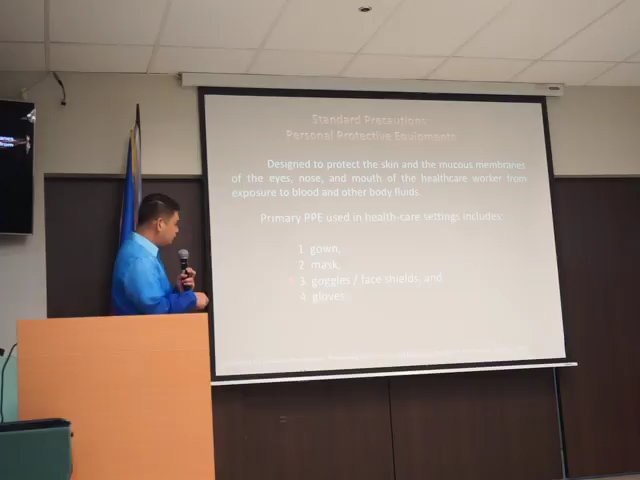 Standard Precautions:
Personal Protective Equipments
Designed to protect the skin and the mucous membranes
of the eyes, nose, and mouth of the healthcare worker from
exposure to blood and other body fluids.
Primary PPE used in health-care settings includes:
1. gown,
2. mask,
3. goggles / face shields, and
4. gloves.